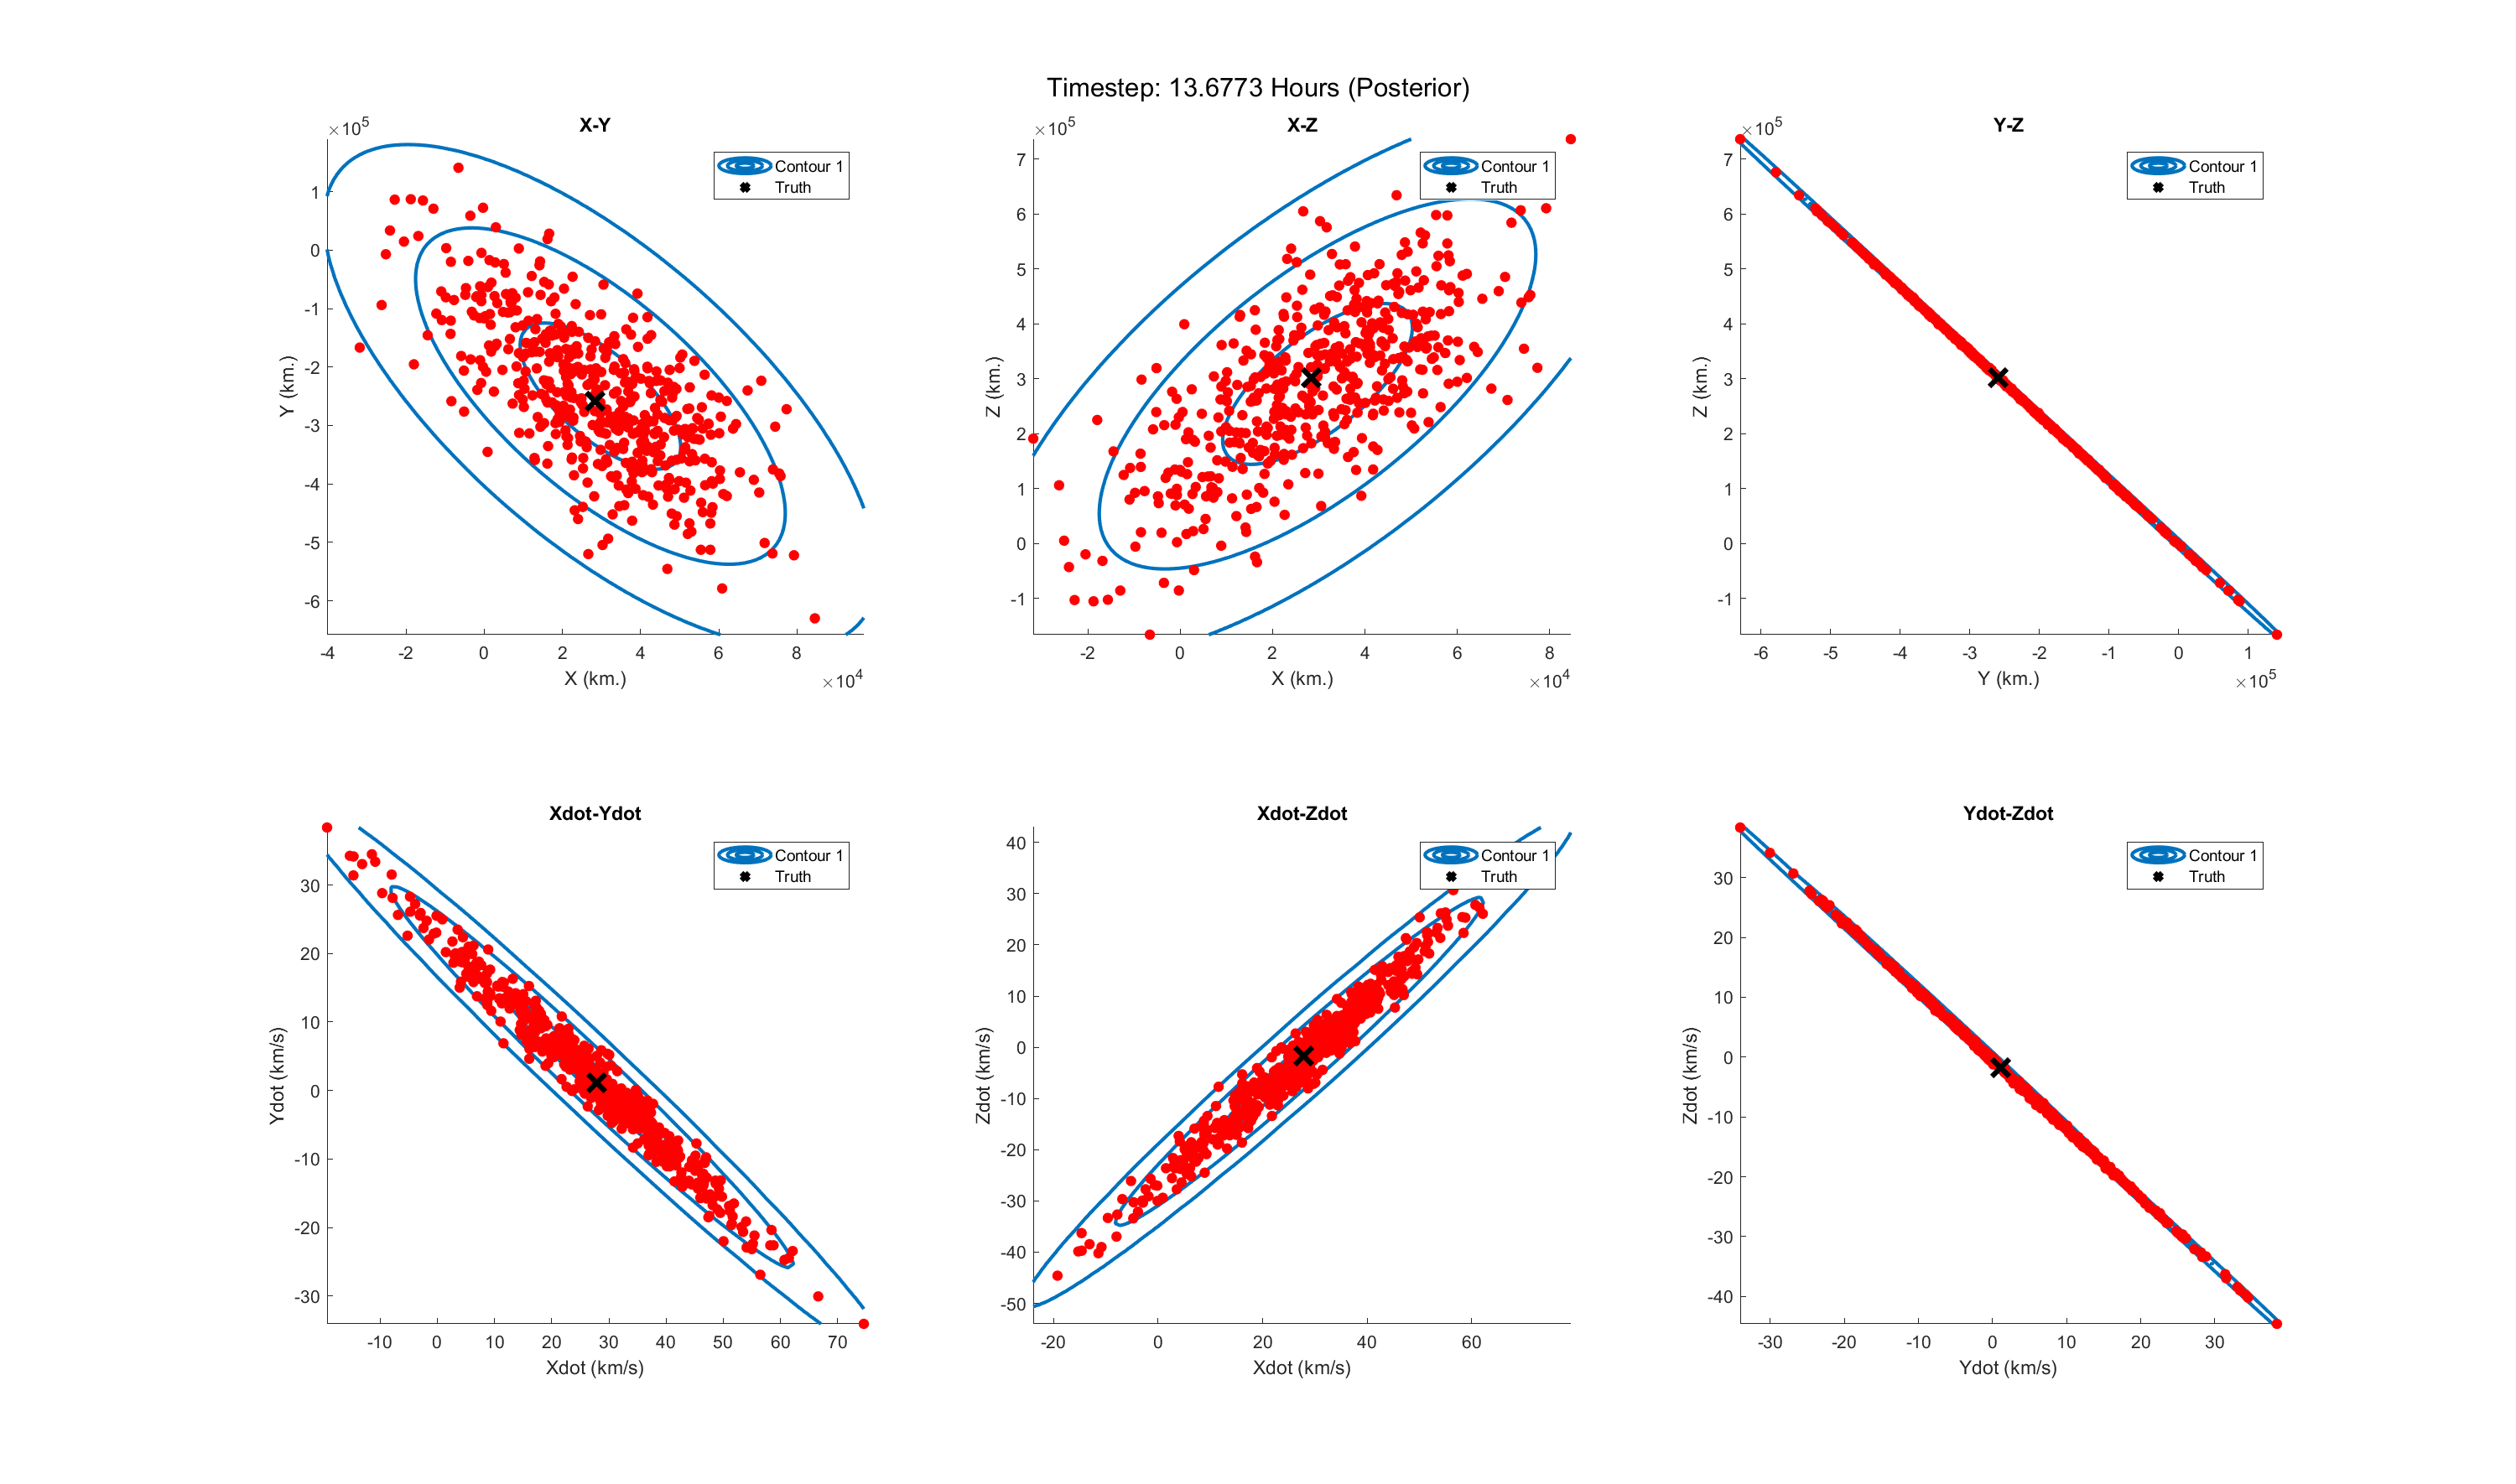 Timestep: 13.6773 Hours (Posterior)
X-Y
×10^5
Contour 1
Truth
1
0
-1
-2
-3
-4
-5
-6
Y (km.)
-4 -2 0 2 4 6 8
X (km.)
×10^4
X-Z
×10^5
Contour 1
Truth
7
6
5
4
3
2
1
0
-1
Z (km.)
-2 0 2 4 6 8
X (km.)
×10^4
Y-Z
×10^5
Contour 1
Truth
7
6
5
4
3
2
1
0
-1
Z (km.)
-6 -5 -4 -3 -2 -1 0 1
Y (km.)
×10^5
Xdot-Ydot
Contour 1
Truth
30
20
10
0
-10
-20
-30
Ydot (km/s)
-10 0 10 20 30 40 50 60 70
Xdot (km/s)
Xdot-Zdot
Contour 1
Truth
40
30
20
10
0
-10
-20
-30
-40
-50
Zdot (km/s)
-20 0 20 40 60
Xdot (km/s)
Ydot-Zdot
Contour 1
Truth
30
20
10
0
-10
-20
-30
-40
Zdot (km/s)
-30 -20 -10 0 10 20 30
Ydot (km/s)